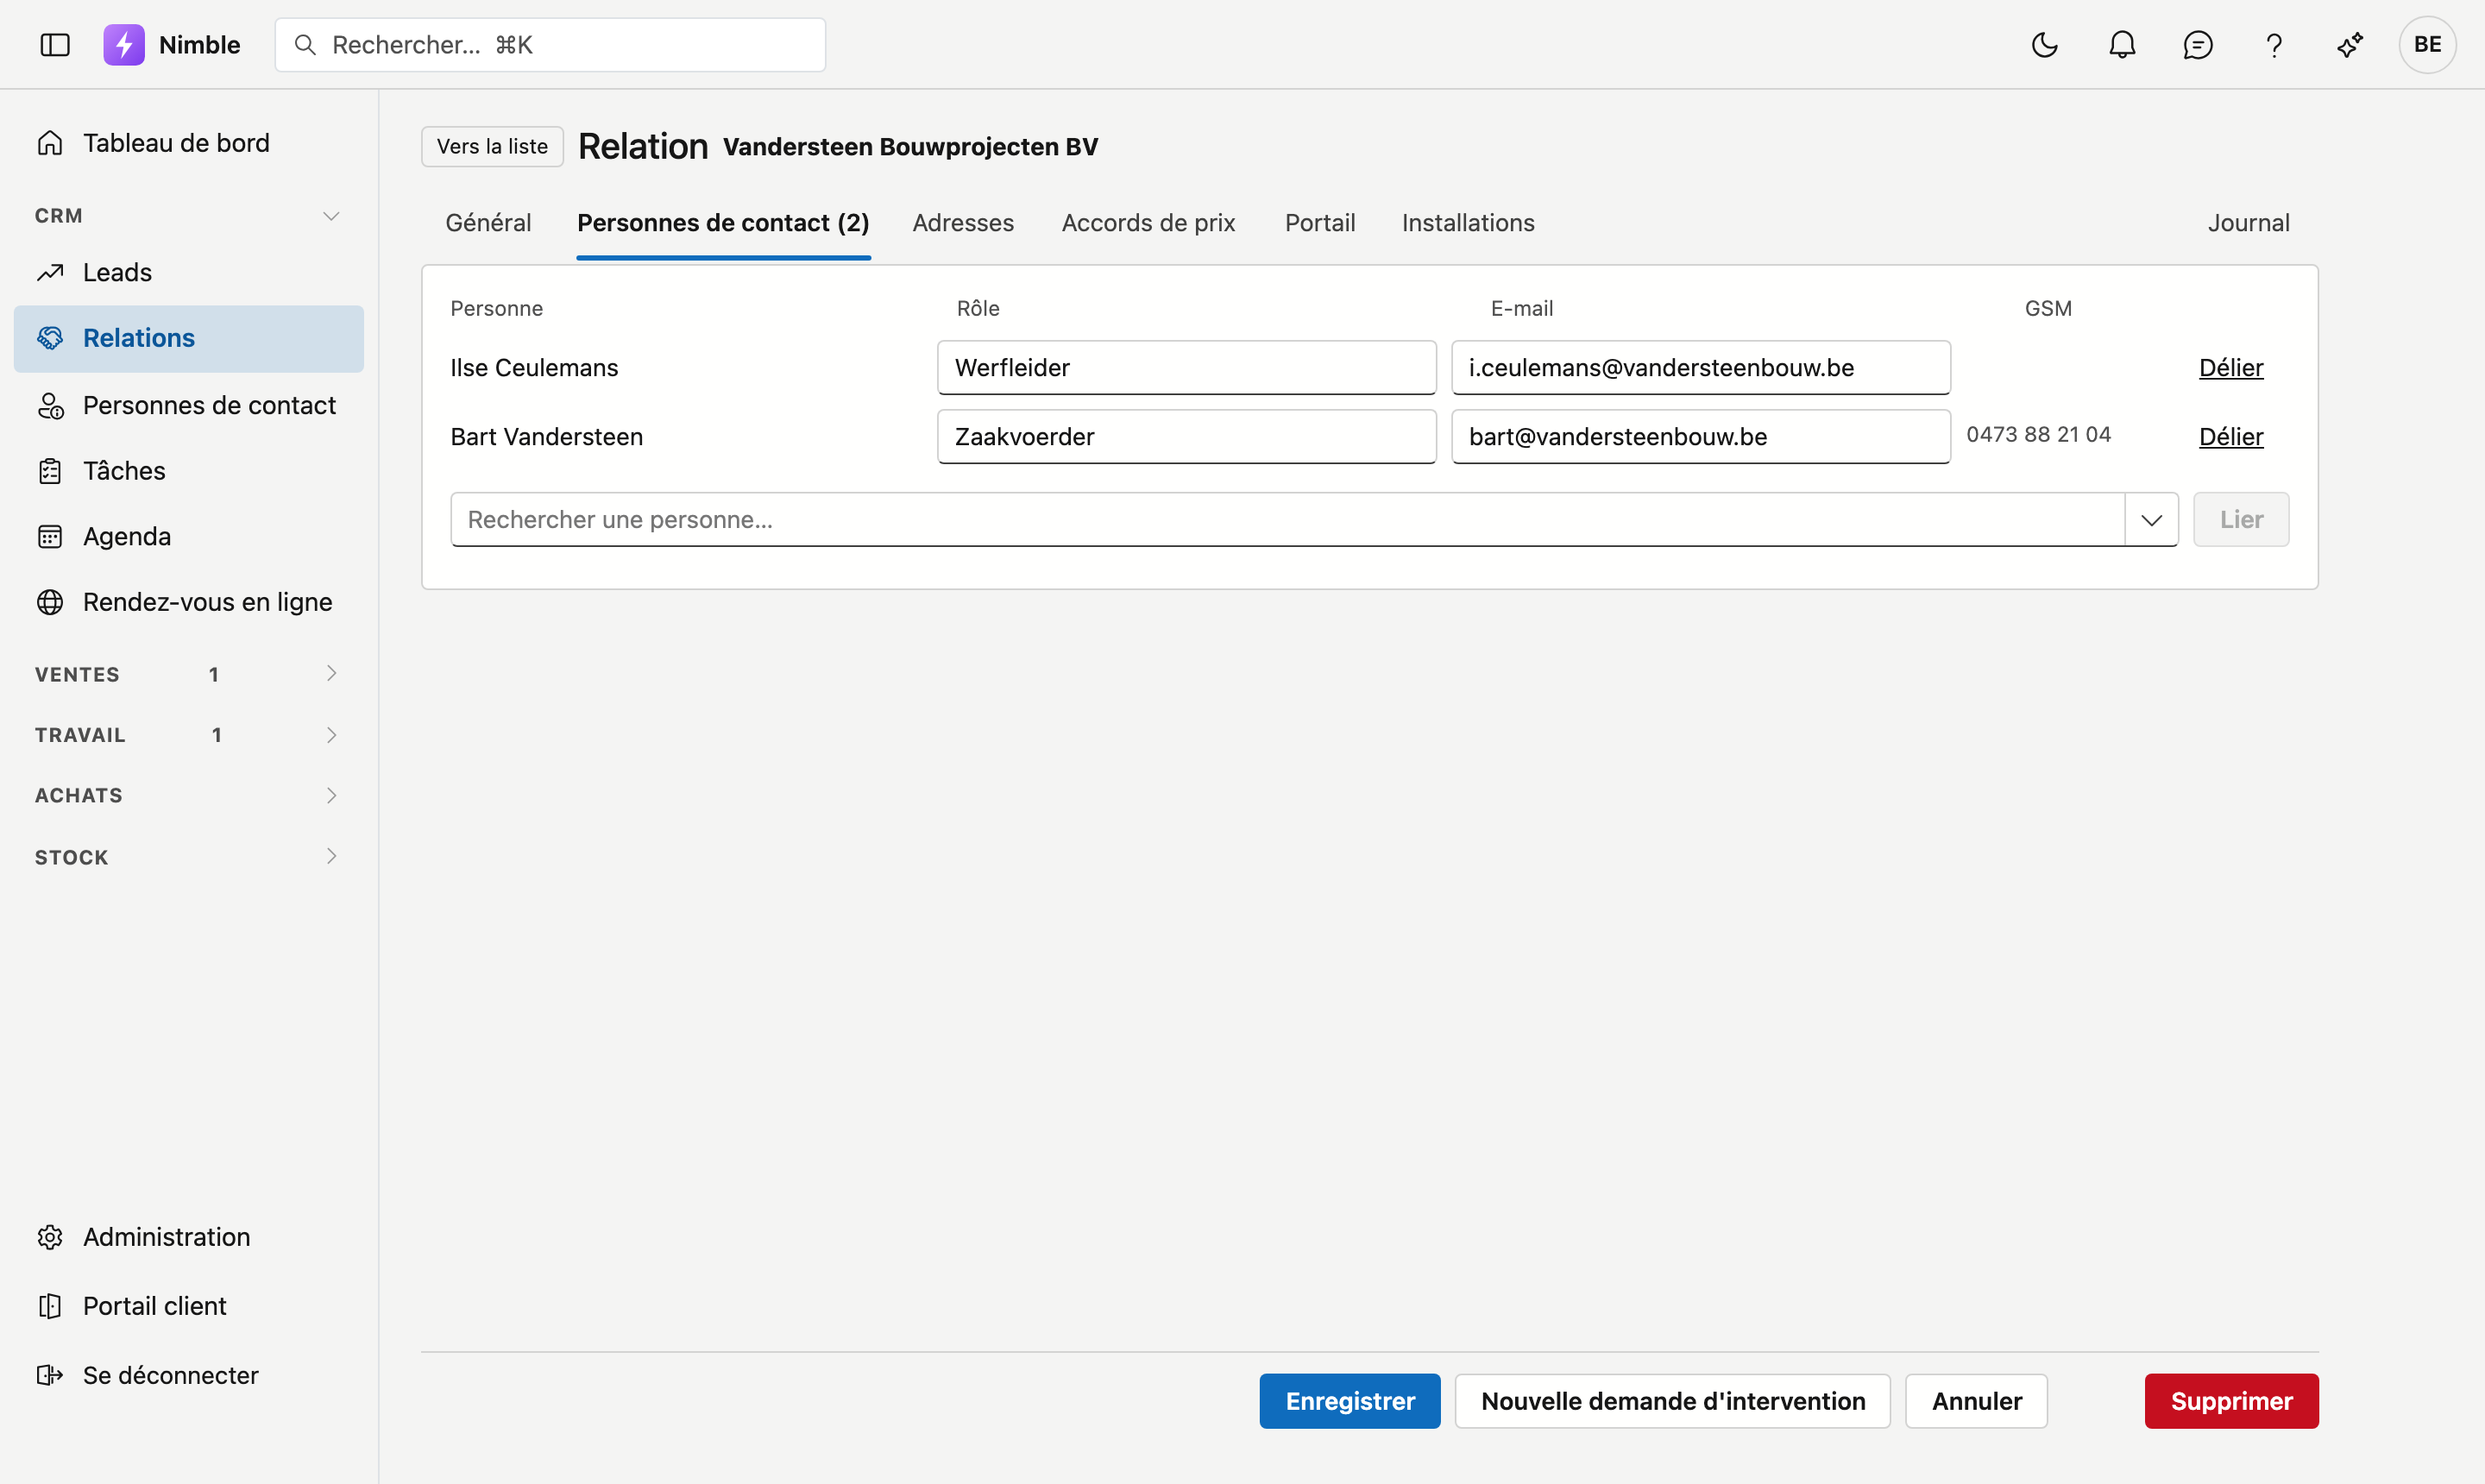 Nimble
Rechercher... ⌘K
BE
Tableau de bord
CRM
Leads
Relations
Personnes de contact
Tâches
Agenda
Rendez-vous en ligne
VENTES 1
TRAVAIL 1
ACHATS
STOCK
Administration
Portail client
Se déconnecter
Vers la liste Relation Vandersteen Bouwprojecten BV
Général Personnes de contact (2) Adresses Accords de prix Portail Installations Journal
Personne Rôle E-mail GSM
Ilse Ceulemans Werfleider i.ceulemans@vandersteenbouw.be Délier
Bart Vandersteen Zaakvoerder bart@vandersteenbouw.be 0473 88 21 04 Délier
Rechercher une personne... Lier
Enregistrer Nouvelle demande d'intervention Annuler Supprimer